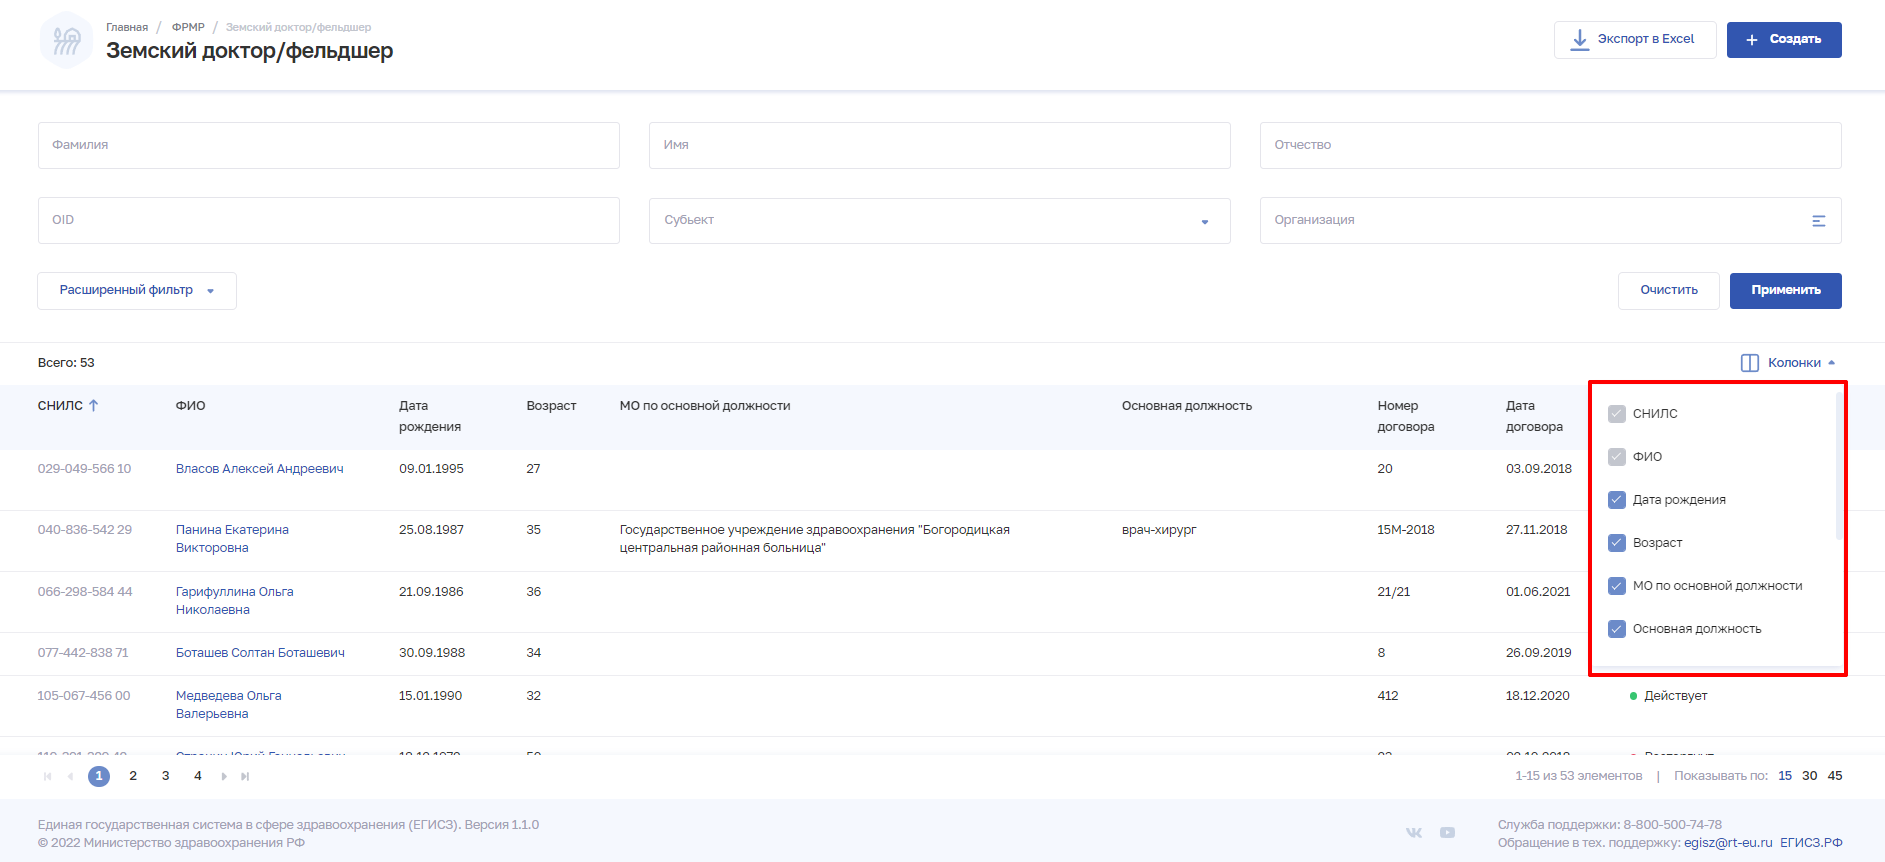 Главная / ФРМР / Земский доктор/фельдшер
Земский доктор/фельдшер
Экспорт в Excel
+ Создать
Фамилия
Имя
Отчество
OID
Субъект
Организация
Расширенный фильтр
Очистить
Применить
Всего: 53
Колонки
СНИЛС
ФИО
Дата рождения
Возраст
МО по основной должности
Основная должность
Номер договора
Дата договора
029-049-566 10 Власов Алексей Андреевич 09.01.1995 27 20 03.09.2018
040-836-542 29 Панина Екатерина Викторовна 25.08.1987 35 Государственное учреждение здравоохранения "Богородицкая центральная районная больница" врач-хирург 15М-2018 27.11.2018
066-298-584 44 Гарифуллина Ольга Николаевна 21.09.1986 36 21/21 01.06.2021
077-442-838 71 Боташев Солтан Боташевич 30.09.1988 34 8 26.09.2019
105-067-456 00 Медведева Ольга Валерьевна 15.01.1990 32 412 18.12.2020 Действует
СНИЛС
ФИО
Дата рождения
Возраст
МО по основной должности
Основная должность
1 2 3 4
1-15 из 53 элементов | Показывать по: 15 30 45
Единая государственная система в сфере здравоохранения (ЕГИСЗ). Версия 1.1.0
© 2022 Министерство здравоохранения РФ
Служба поддержки: 8-800-500-74-78
Обращение в тех. поддержку: egisz@rt-eu.ru ЕГИСЗ.РФ